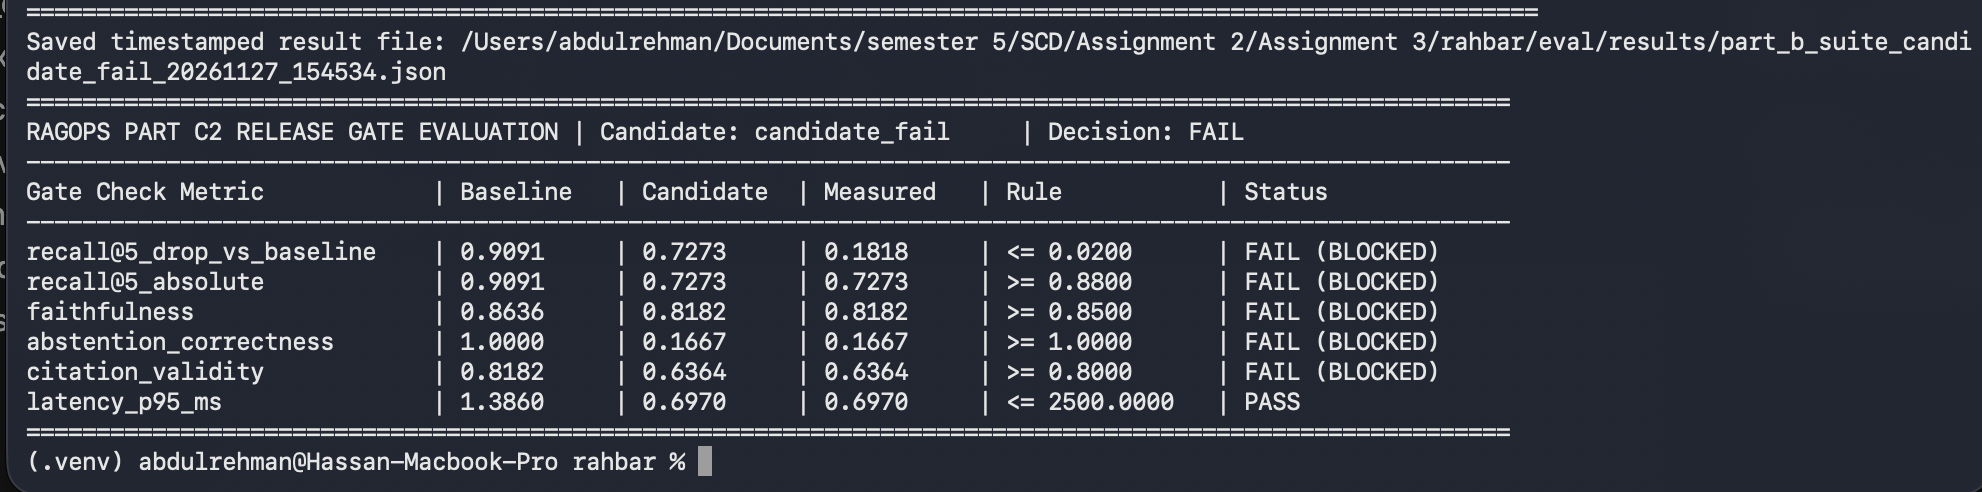 ================================================================================
Saved timestamped result file: /Users/abdulrehman/Documents/semester 5/SCD/Assignment 2/Assignment 3/rahbar/eval/results/part_b_suite_candi
date_fail_20261127_154534.json
================================================================================
RAGOPS PART C2 RELEASE GATE EVALUATION | Candidate: candidate_fail | Decision: FAIL
--------------------------------------------------------------------------------
Gate Check Metric | Baseline | Candidate | Measured | Rule | Status
--------------------------------------------------------------------------------
recall@5_drop_vs_baseline | 0.9091 | 0.7273 | 0.1818 | <= 0.0200 | FAIL (BLOCKED)
recall@5_absolute | 0.9091 | 0.7273 | 0.7273 | >= 0.8800 | FAIL (BLOCKED)
faithfulness | 0.8636 | 0.8182 | 0.8182 | >= 0.8500 | FAIL (BLOCKED)
abstention_correctness | 1.0000 | 0.1667 | 0.1667 | >= 1.0000 | FAIL (BLOCKED)
citation_validity | 0.8182 | 0.6364 | 0.6364 | >= 0.8000 | FAIL (BLOCKED)
latency_p95_ms | 1.3860 | 0.6970 | 0.6970 | <= 2500.0000 | PASS
================================================================================
(.venv) abdulrehman@Hassan-Macbook-Pro rahbar %